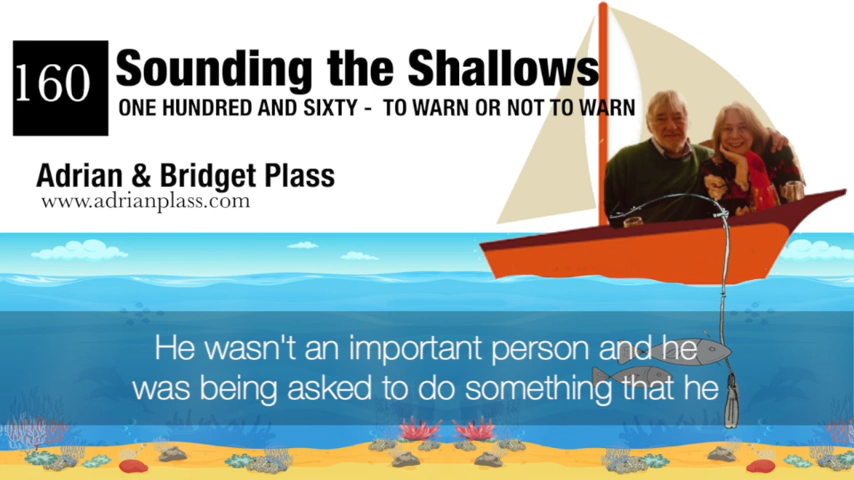 160
Sounding the Shallows
ONE HUNDRED AND SIXTY - TO WARN OR NOT TO WARN
Adrian & Bridget Plass
www.adrianplass.com
He wasn't an important person and he
was being asked to do something that he